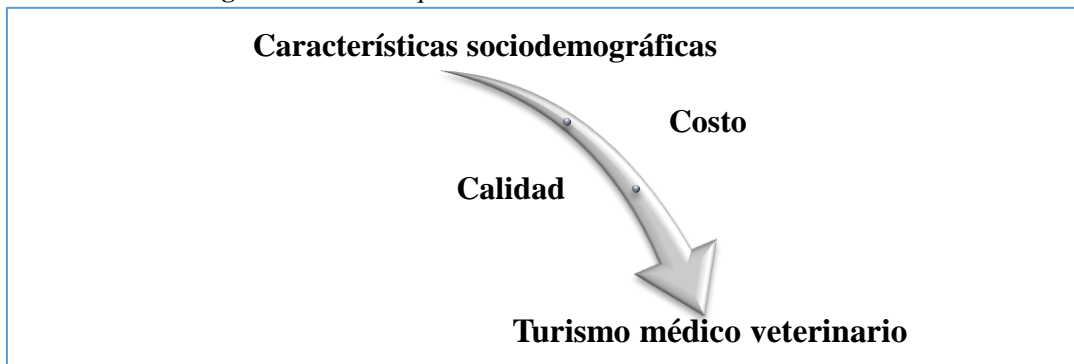 Características sociodemográficas
Costo
Calidad
Turismo médico veterinario